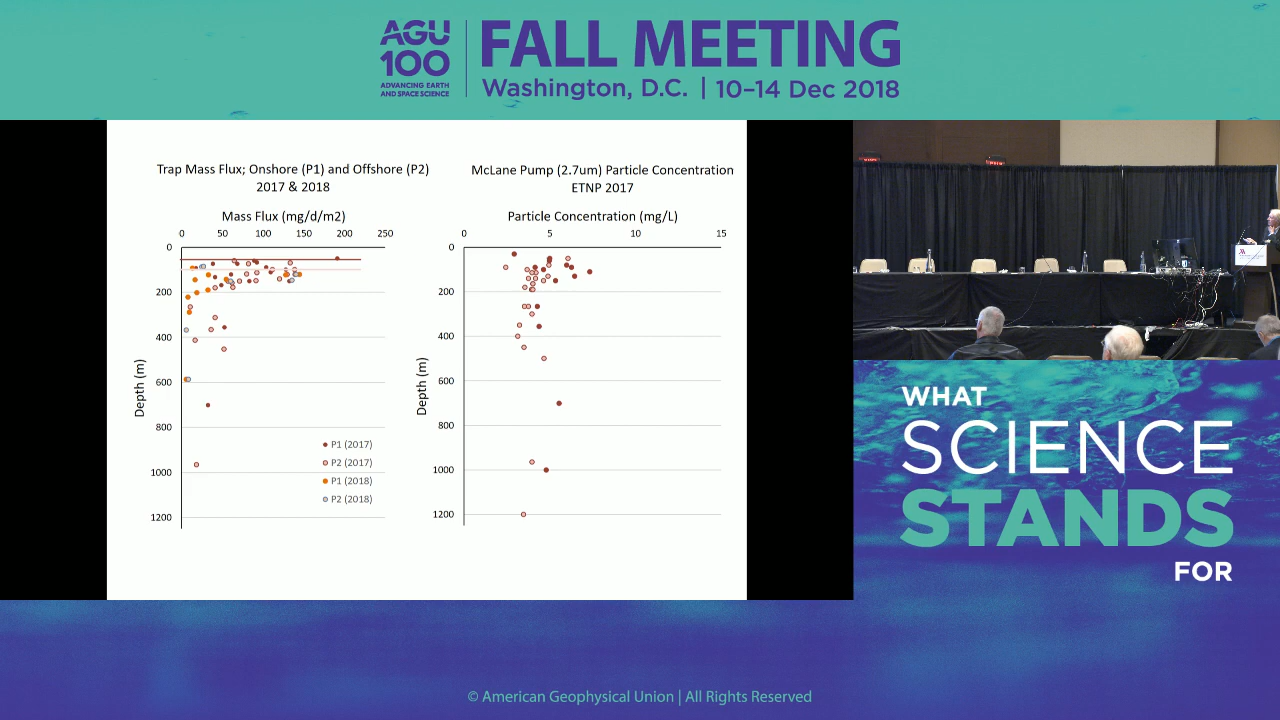 AGU
100
ADVANCING EARTH
AND SPACE SCIENCE
FALL MEETING
Washington, D.C. | 10–14 Dec 2018
Trap Mass Flux; Onshore (P1) and Offshore (P2)
2017 & 2018
Mass Flux (mg/d/m2)
0 50 100 150 200 250
0
200
400
600
800
1000
1200
Depth (m)
P1 (2017)
P2 (2017)
P1 (2018)
P2 (2018)
McLane Pump (2.7um) Particle Concentration
ETNP 2017
Particle Concentration (mg/L)
0 5 10 15
0
200
400
600
800
1000
1200
Depth (m)
WHAT
SCIENCE
STANDS
FOR
© American Geophysical Union | All Rights Reserved